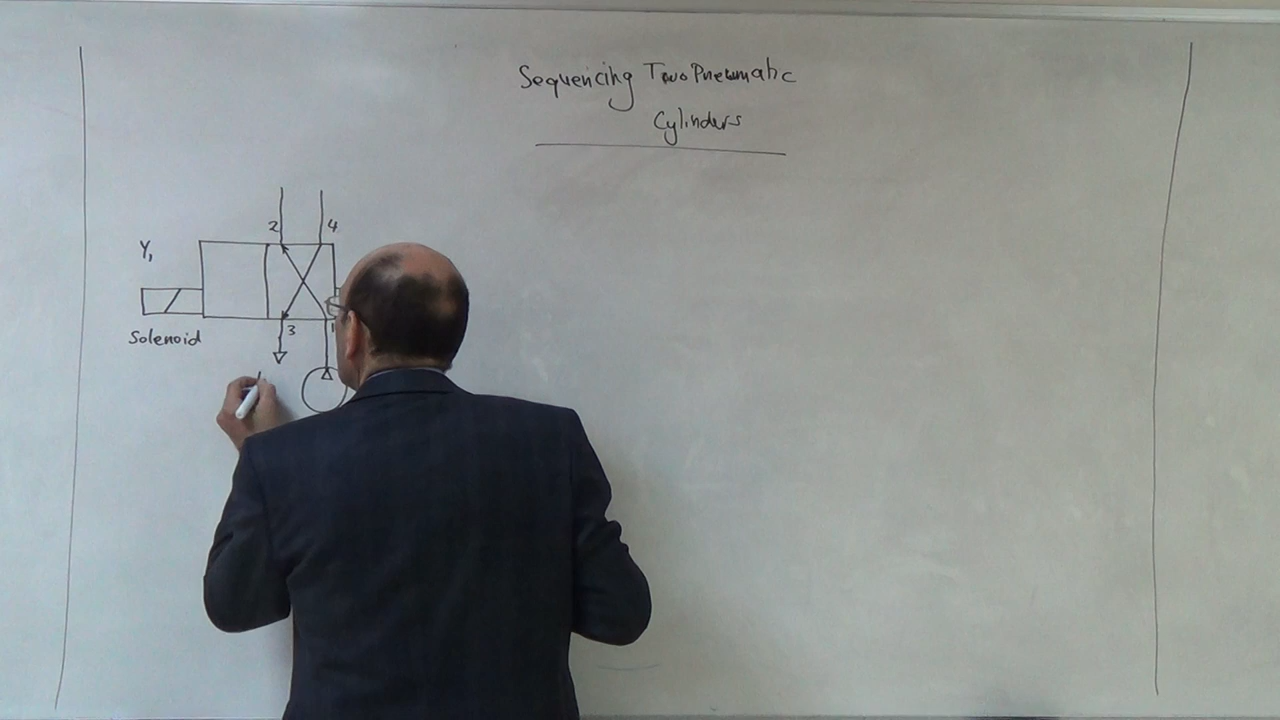 Sequencing Two Pneumatic
Cylinders
2 4
Y1
3 1
Solenoid